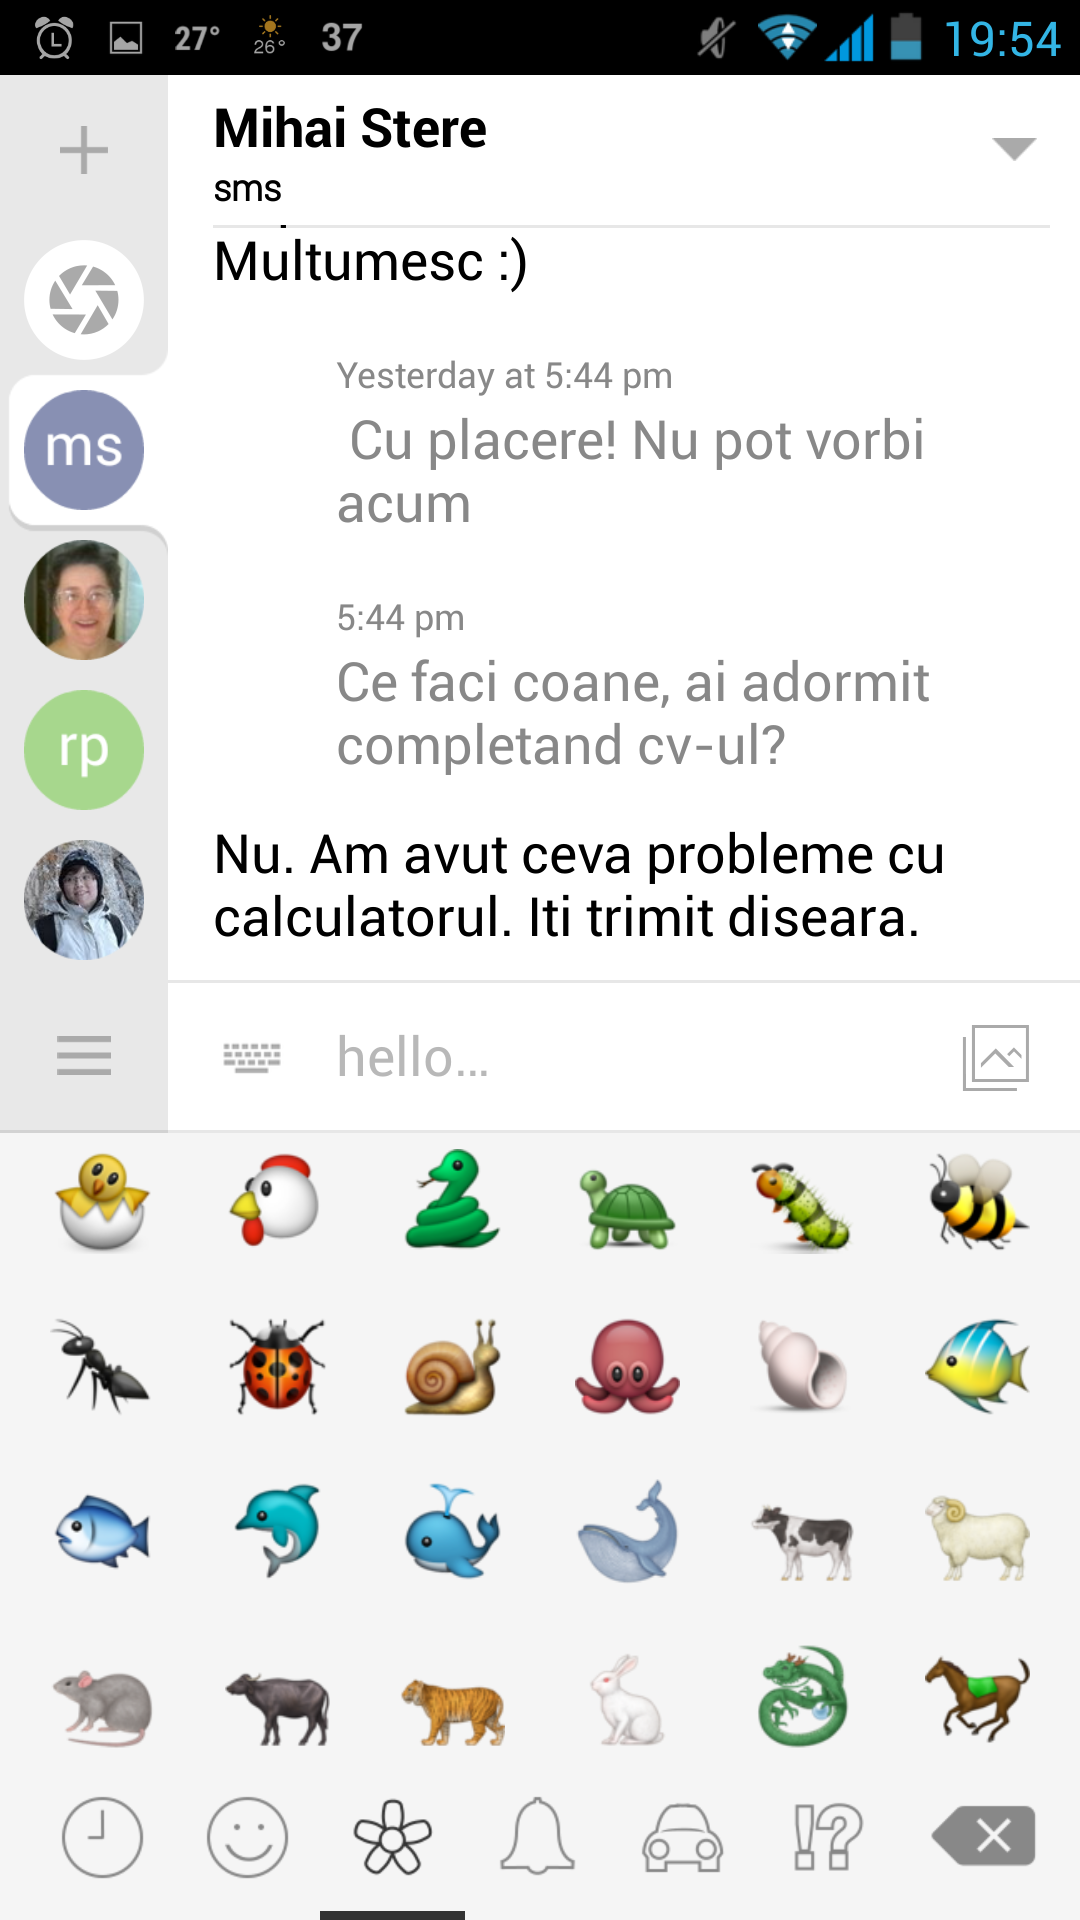 27° 26° 37 19:54
Mihai Stere
sms
Multumesc :)
Yesterday at 5:44 pm
Cu placere! Nu pot vorbi
acum
5:44 pm
Ce faci coane, ai adormit
completand cv-ul?
Nu. Am avut ceva probleme cu
calculatorul. Iti trimit diseara.
hello...
ms
rp
!?